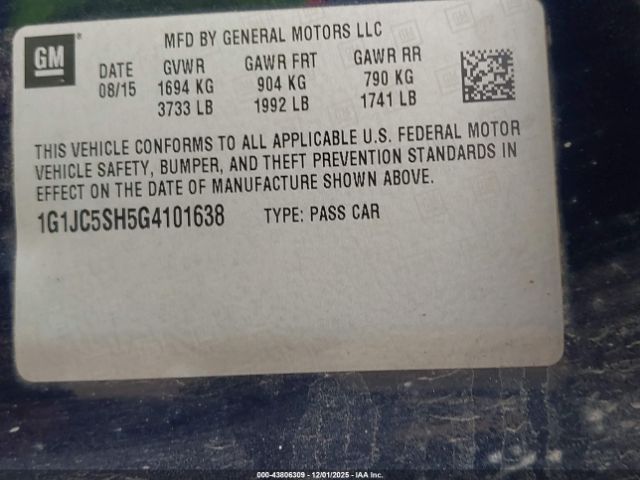 GM
MFD BY GENERAL MOTORS LLC
DATE GVWR GAWR FRT GAWR RR
08/15 1694 KG 904 KG 790 KG
3733 LB 1992 LB 1741 LB
THIS VEHICLE CONFORMS TO ALL APPLICABLE U.S. FEDERAL MOTOR
VEHICLE SAFETY, BUMPER, AND THEFT PREVENTION STANDARDS IN
EFFECT ON THE DATE OF MANUFACTURE SHOWN ABOVE.
1G1JC5SH5G4101638 TYPE: PASS CAR
000-43806309 - 12/01/2025 - IAA Inc.